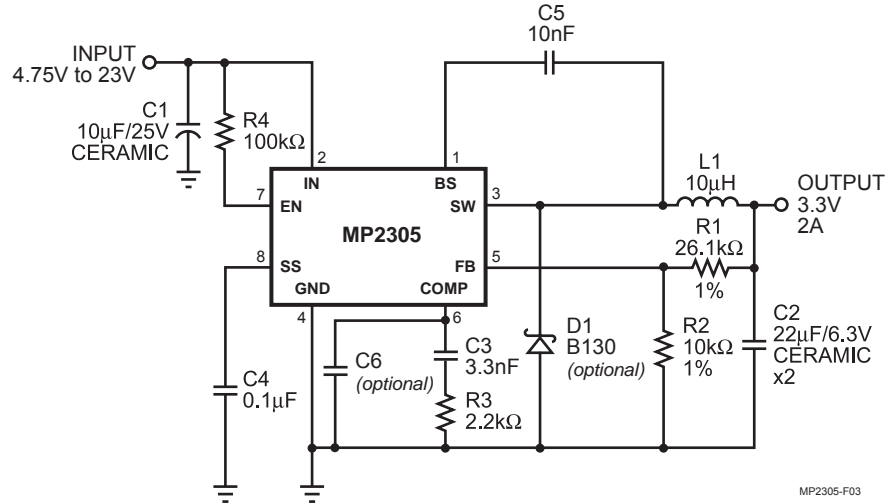 C5
10nF
INPUT
4.75V to 23V
C1
10µF/25V
CERAMIC
R4
100kΩ
2
1
IN
BS
L1
10µH
OUTPUT
3.3V
2A
7
EN
SW
3
MP2305
R1
26.1kΩ
1%
8
SS
FB
5
GND
COMP
4
6
C4
0.1µF
C6
(optional)
C3
3.3nF
R3
2.2kΩ
D1
B130
(optional)
R2
10kΩ
1%
C2
22µF/6.3V
CERAMIC
x2
MP2305-F03